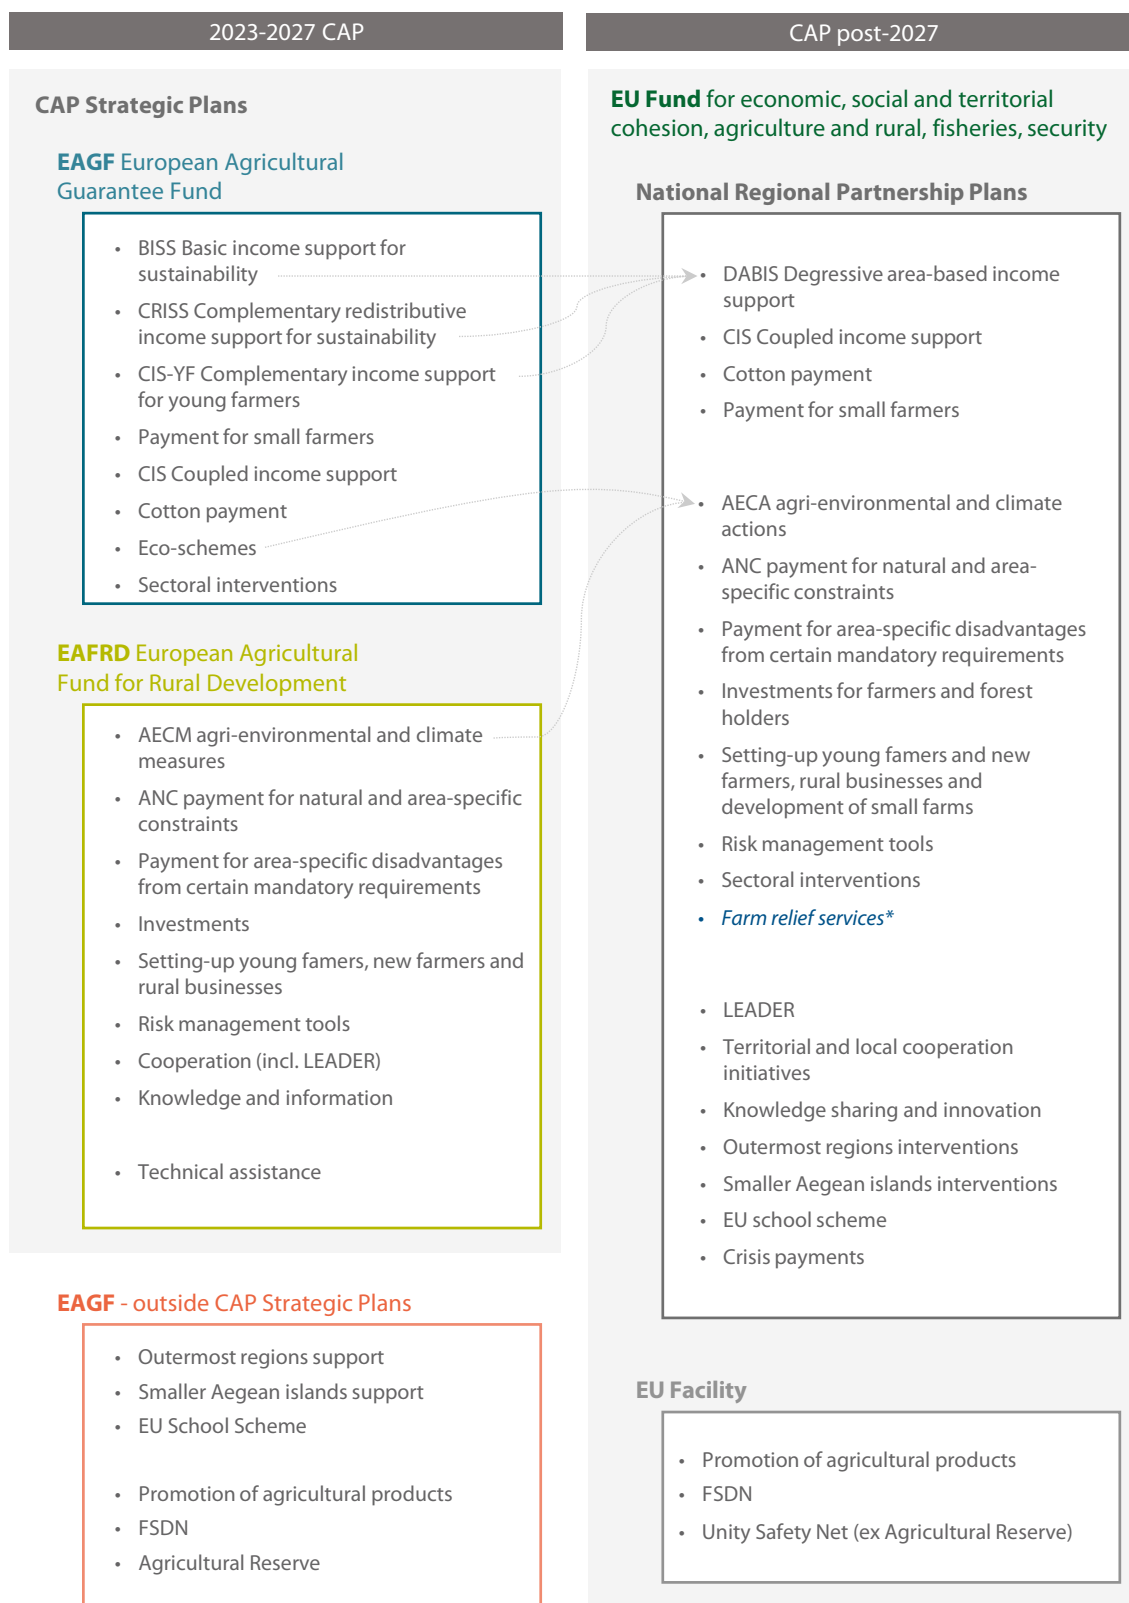 2023-2027 CAP
CAP Strategic Plans
EAGF European Agricultural
Guarantee Fund
• BISS Basic income support for
sustainability
• CRISS Complementary redistributive
income support for sustainability
• CIS-YF Complementary income support
for young farmers
• Payment for small farmers
• CIS Coupled income support
• Cotton payment
• Eco-schemes
• Sectoral interventions
EAFRD European Agricultural
Fund for Rural Development
• AECM agri-environmental and climate
measures
• ANC payment for natural and area-specific
constraints
• Payment for area-specific disadvantages
from certain mandatory requirements
• Investments
• Setting-up young famers, new farmers and
rural businesses
• Risk management tools
• Cooperation (incl. LEADER)
• Knowledge and information
• Technical assistance
EAGF - outside CAP Strategic Plans
• Outermost regions support
• Smaller Aegean islands support
• EU School Scheme
• Promotion of agricultural products
• FSDN
• Agricultural Reserve
CAP post-2027
EU Fund for economic, social and territorial
cohesion, agriculture and rural, fisheries, security
National Regional Partnership Plans
• DABIS Degressive area-based income
support
• CIS Coupled income support
• Cotton payment
• Payment for small farmers
• AECA agri-environmental and climate
actions
• ANC payment for natural and area-
specific constraints
• Payment for area-specific disadvantages
from certain mandatory requirements
• Investments for farmers and forest
holders
• Setting-up young famers and new
farmers, rural businesses and
development of small farms
• Risk management tools
• Sectoral interventions
• Farm relief services*
• LEADER
• Territorial and local cooperation
initiatives
• Knowledge sharing and innovation
• Outermost regions interventions
• Smaller Aegean islands interventions
• EU school scheme
• Crisis payments
EU Facility
• Promotion of agricultural products
• FSDN
• Unity Safety Net (ex Agricultural Reserve)